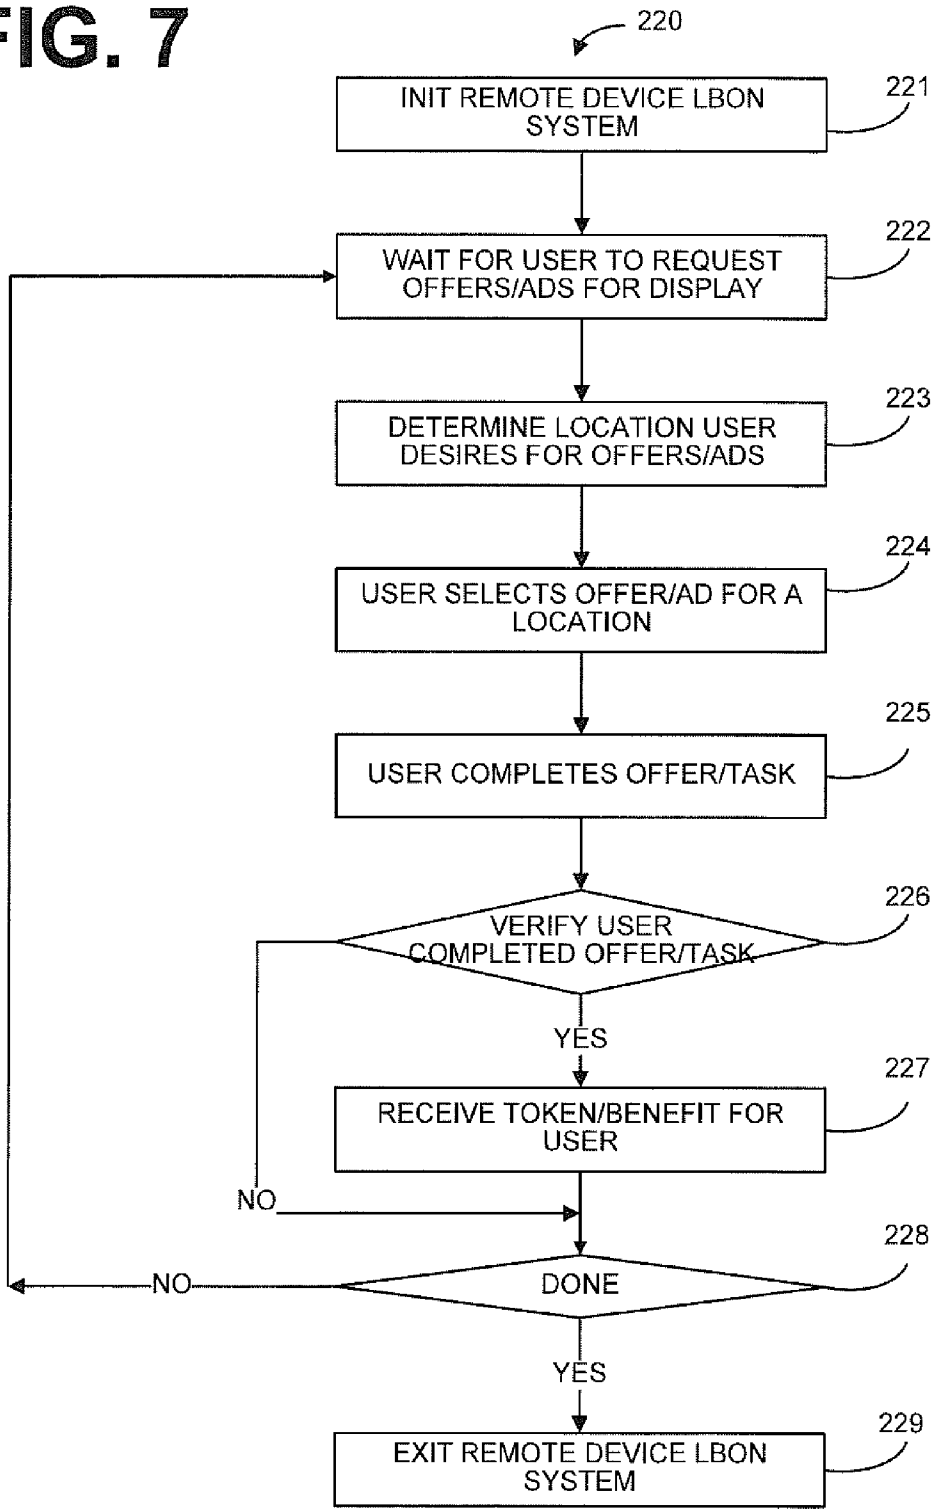 FIG. 7
220
INIT REMOTE DEVICE LBON
SYSTEM
221
WAIT FOR USER TO REQUEST
OFFERS/ADS FOR DISPLAY
222
DETERMINE LOCATION USER
DESIRES FOR OFFERS/ADS
223
USER SELECTS OFFER/AD FOR A
LOCATION
224
USER COMPLETES OFFER/TASK
225
VERIFY USER
COMPLETED OFFER/TASK
226
YES
RECEIVE TOKEN/BENEFIT FOR
USER
227
NO
DONE
228
NO
YES
EXIT REMOTE DEVICE LBON
SYSTEM
229